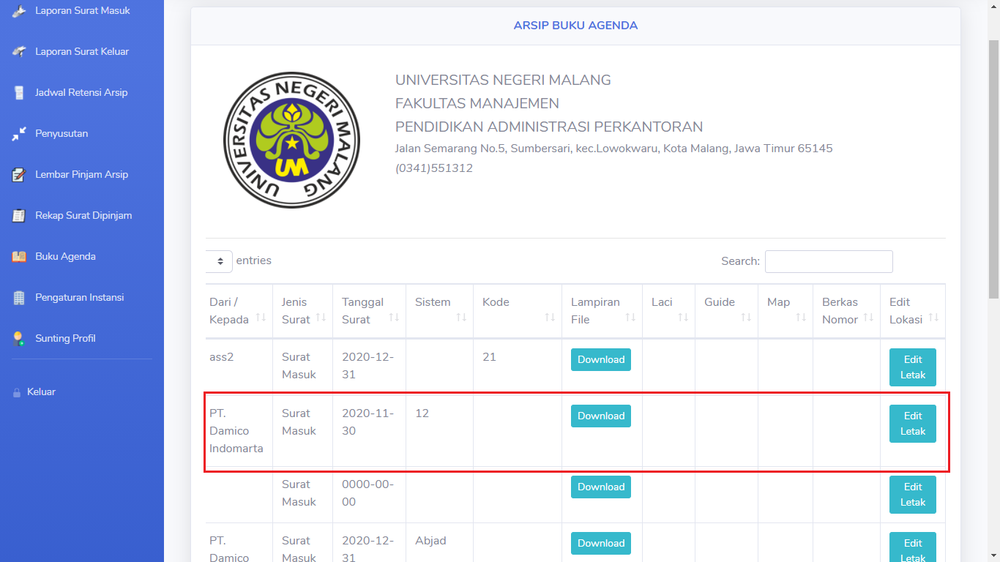 Laporan Surat Masuk
Laporan Surat Keluar
Jadwal Retensi Arsip
Penyusutan
Lembar Pinjam Arsip
Rekap Surat Dipinjam
Buku Agenda
Pengaturan Instansi
Sunting Profil
Keluar
ARSIP BUKU AGENDA
UNIVERSITAS NEGERI MALANG
UM
UNIVERSITAS NEGERI MALANG
FAKULTAS MANAJEMEN
PENDIDIKAN ADMINISTRASI PERKANTORAN
Jalan Semarang No.5, Sumbersari, kec.Lowokwaru, Kota Malang, Jawa Timur 65145
(0341)551312
entries
Search:
Dari / Jenis Tanggal Sistem Kode Lampiran Laci Guide Map Berkas Edit
Kepada Surat Surat File Nomor Lokasi
ass2 Surat 2020-12- 21 Download Edit
Masuk 31 Letak
PT. Surat 2020-11- 12 Download Edit
Damico Masuk 30 Letak
Indomarta
Surat 0000-00- Download Edit
Masuk 00 Letak
PT. Surat 2020-12- Abjad Download Edit
Damico Masuk 31 Letak